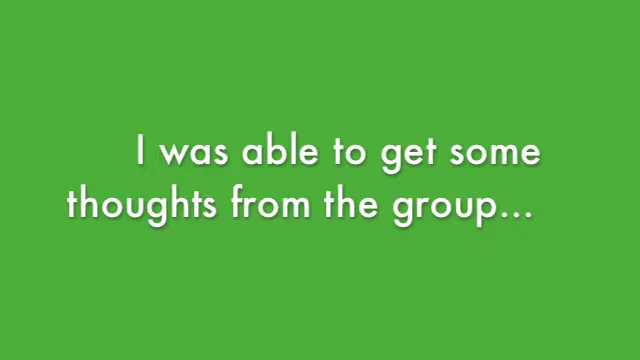 I was able to get some
thoughts from the group...